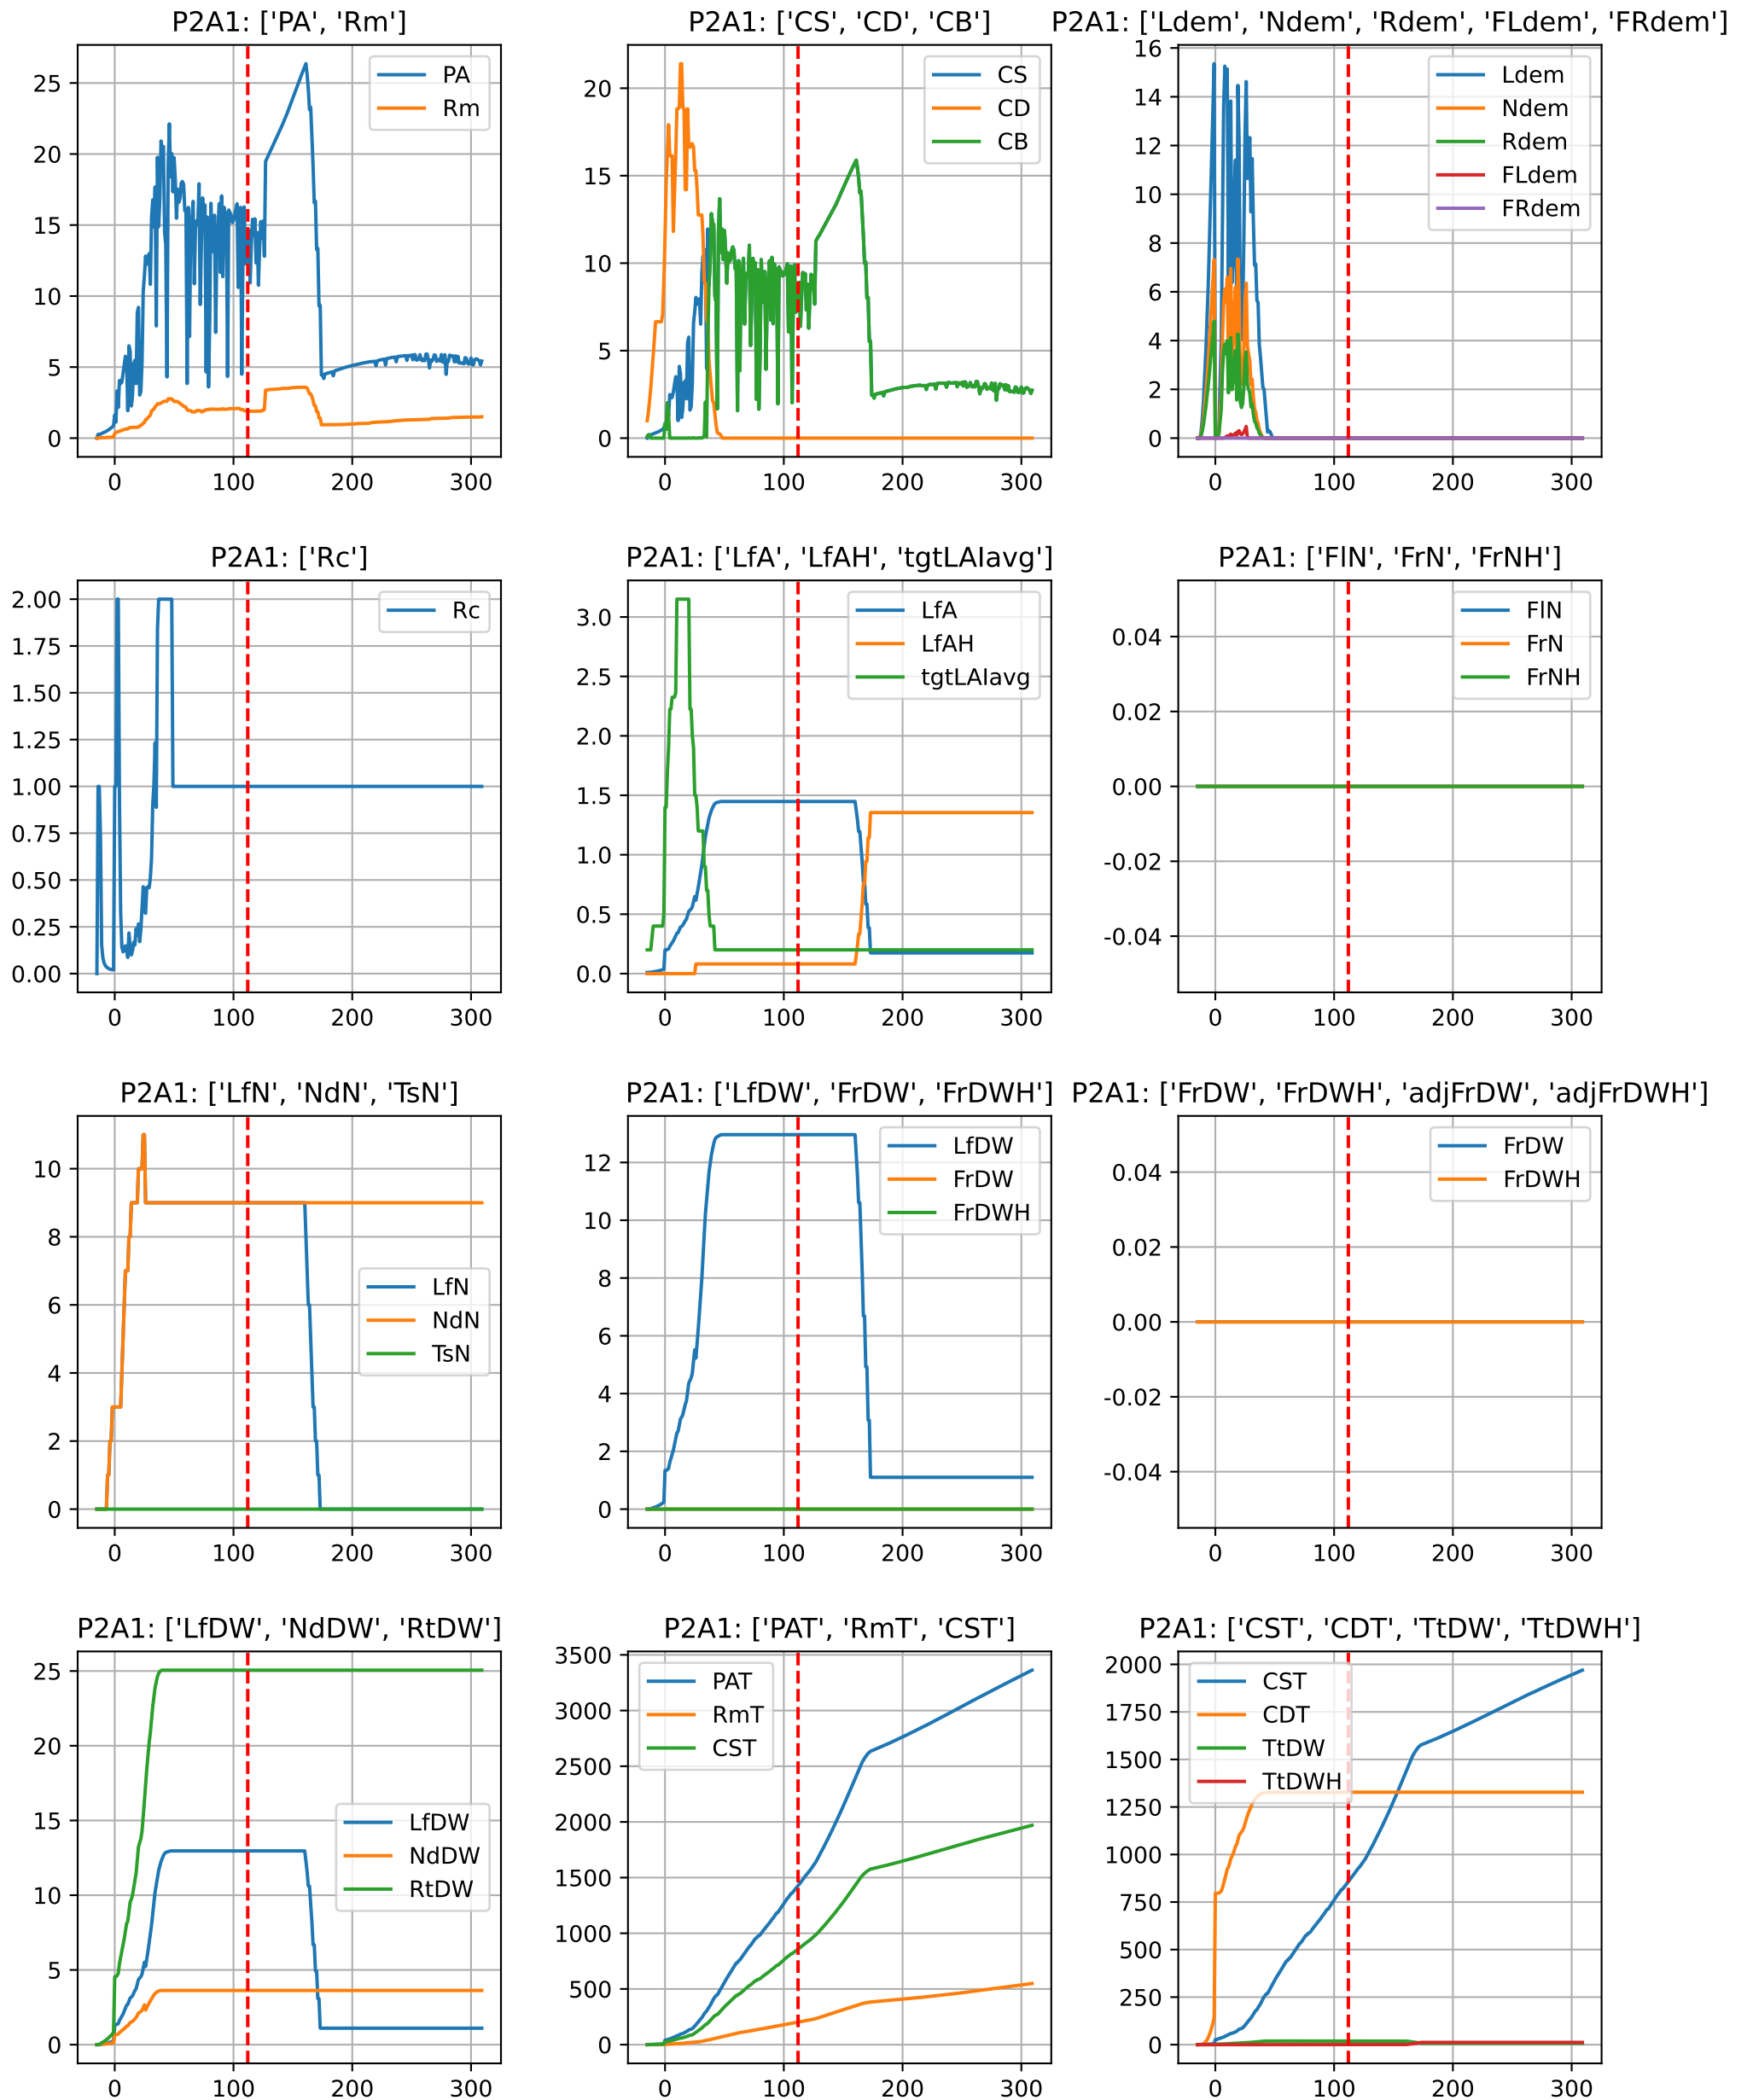 P2A1: ['PA', 'Rm']
25
20
15
10
5
0
0 100 200 300
PA
Rm
P2A1: ['CS', 'CD', 'CB']
20
15
10
5
0
0 100 200 300
CS
CD
CB
P2A1: ['Ldem', 'Ndem', 'Rdem', 'FLdem', 'FRdem']
16
14
12
10
8
6
4
2
0
0 100 200 300
Ldem
Ndem
Rdem
FLdem
FRdem
P2A1: ['Rc']
2.00
1.75
1.50
1.25
1.00
0.75
0.50
0.25
0.00
0 100 200 300
Rc
P2A1: ['LfA', 'LfAH', 'tgtLAIavg']
3.0
2.5
2.0
1.5
1.0
0.5
0.0
0 100 200 300
LfA
LfAH
tgtLAIavg
P2A1: ['FlN', 'FrN', 'FrNH']
0.04
0.02
0.00
-0.02
-0.04
0 100 200 300
FlN
FrN
FrNH
P2A1: ['LfN', 'NdN', 'TsN']
10
8
6
4
2
0
0 100 200 300
LfN
NdN
TsN
P2A1: ['LfDW', 'FrDW', 'FrDWH']
12
10
8
6
4
2
0
0 100 200 300
LfDW
FrDW
FrDWH
P2A1: ['FrDW', 'FrDWH', 'adjFrDW', 'adjFrDWH']
0.04
0.02
0.00
-0.02
-0.04
0 100 200 300
FrDW
FrDWH
P2A1: ['LfDW', 'NdDW', 'RtDW']
25
20
15
10
5
0
0 100 200 300
LfDW
NdDW
RtDW
P2A1: ['PAT', 'RmT', 'CST']
3500
3000
2500
2000
1500
1000
500
0
0 100 200 300
PAT
RmT
CST
P2A1: ['CST', 'CDT', 'TtDW', 'TtDWH']
2000
1750
1500
1250
1000
750
500
250
0
0 100 200 300
CST
CDT
TtDW
TtDWH